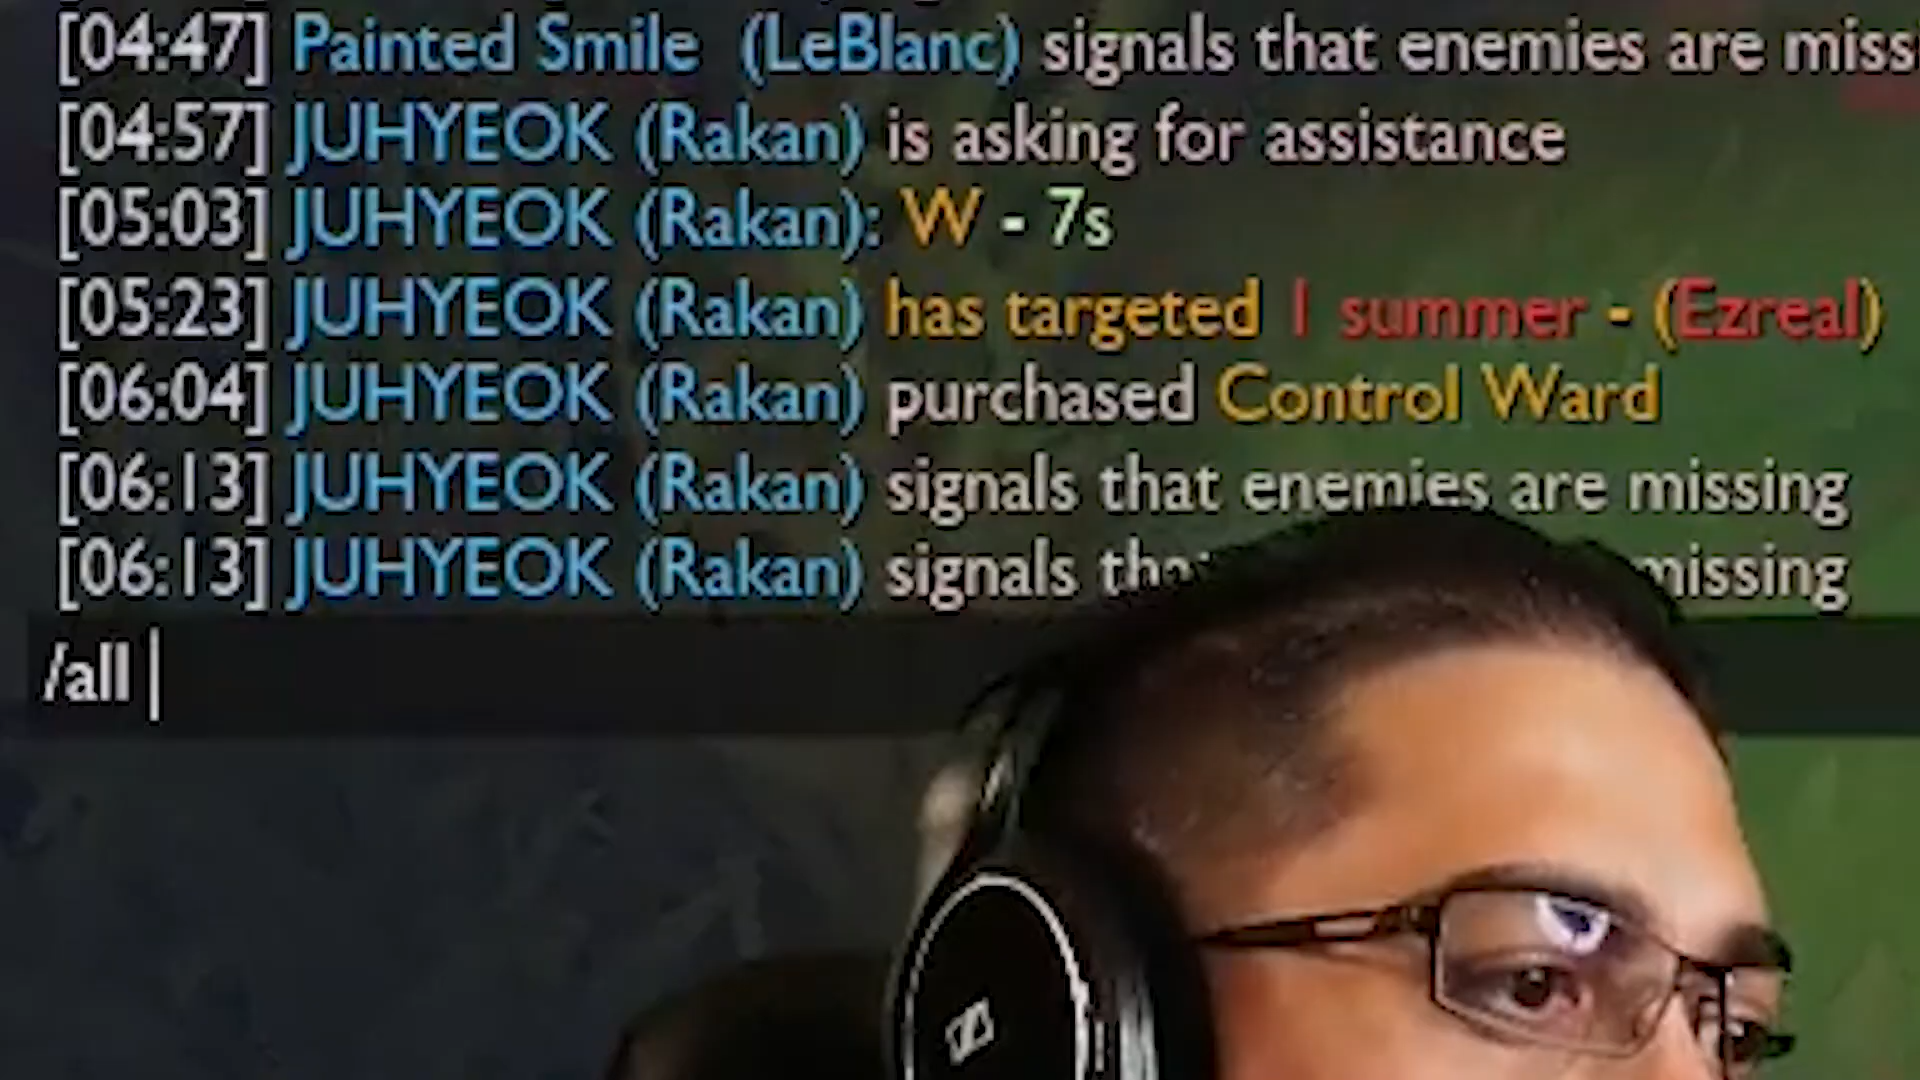 [04:47] Painted Smile (LeBlanc) signals that enemies are miss
[04:57] JUHYEOK (Rakan) is asking for assistance
[05:03] JUHYEOK (Rakan): W - 7s
[05:23] JUHYEOK (Rakan) has targeted I summer - (Ezreal)
[06:04] JUHYEOK (Rakan) purchased Control Ward
[06:13] JUHYEOK (Rakan) signals that enemies are missing
[06:13] JUHYEOK (Rakan) signals tha missing
/all